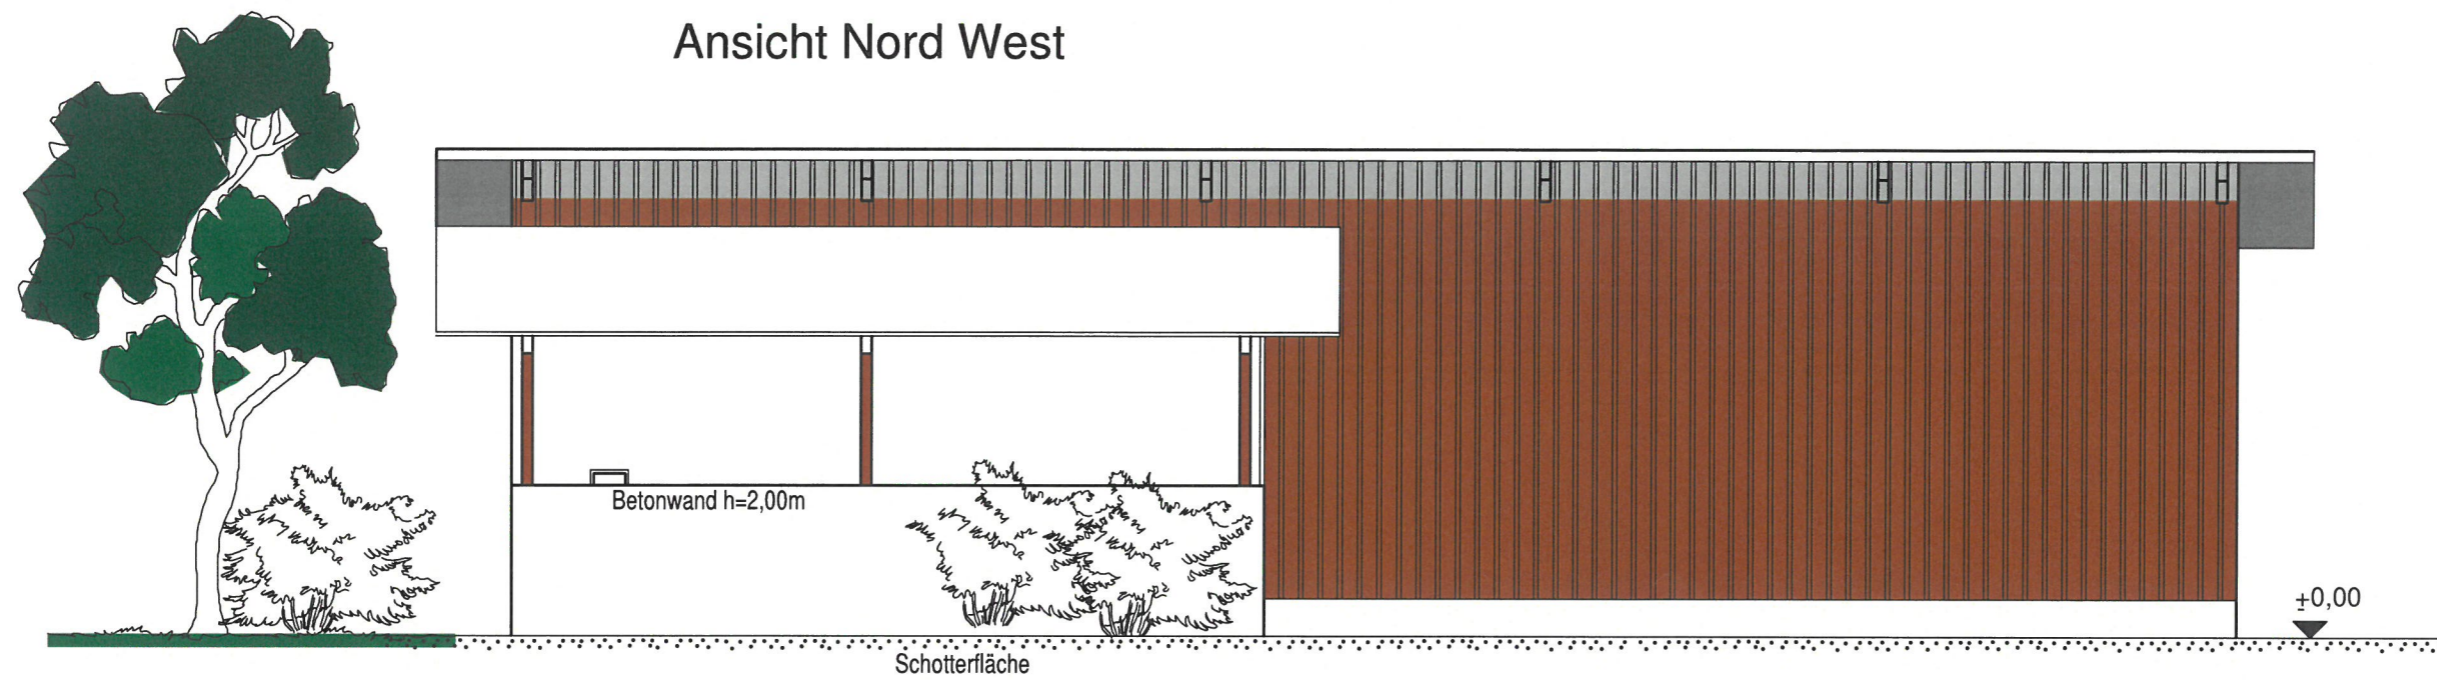 Ansicht Nord West
Betonwand h=2,00m
±0,00
Schotterfläche